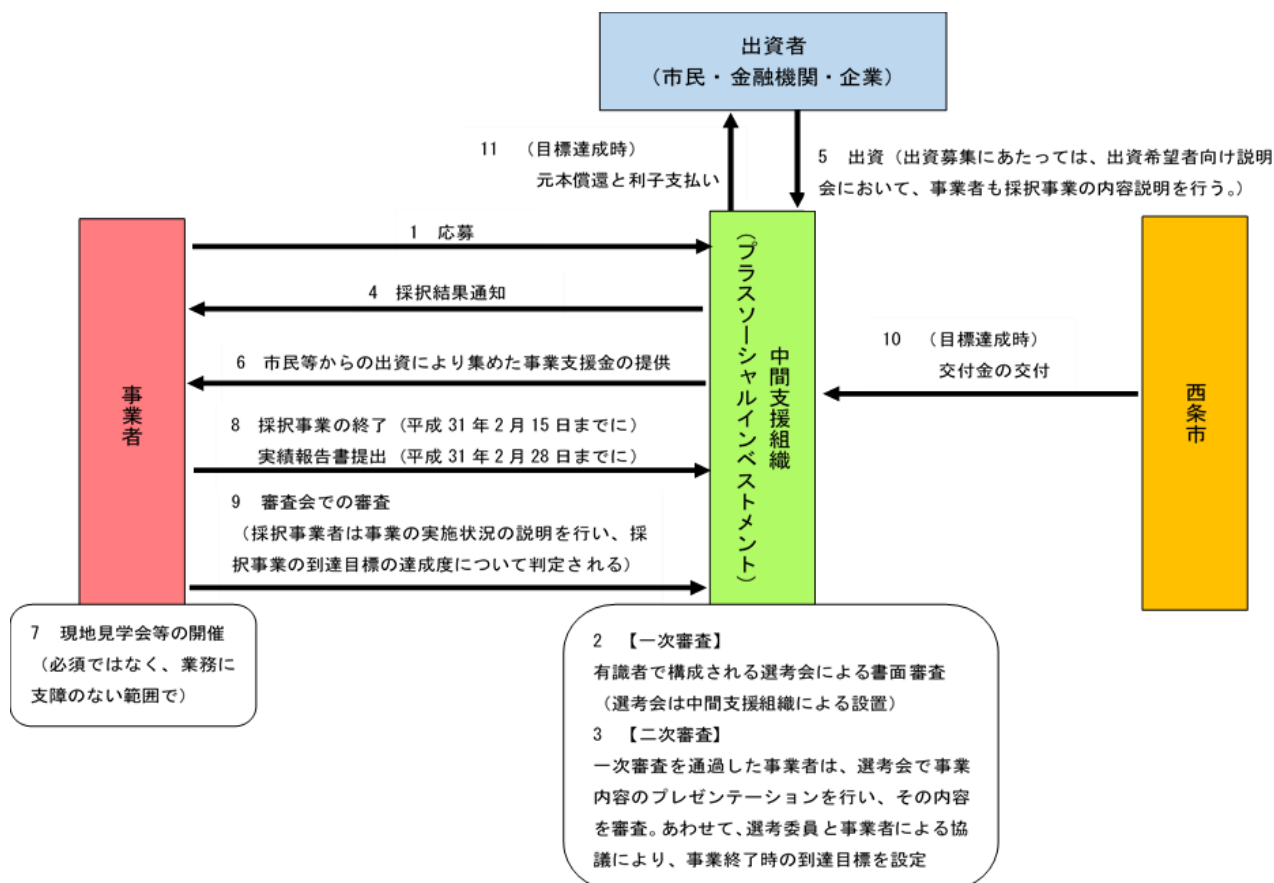 出資者
（市民・金融機関・企業）
11　（目標達成時）
元本償還と利子支払い
5　出資（出資募集にあたっては、出資希望者向け説明
会において、事業者も採択事業の内容説明を行う。）
事業者
1　応募
4　採択結果通知
6　市民等からの出資により集めた事業支援金の提供
8　採択事業の終了（平成 31 年 2 月 15 日までに）
実績報告書提出（平成 31 年 2 月 28 日までに）
9　審査会での審査
（採択事業者は事業の実施状況の説明を行い、採
択事業の到達目標の達成度について判定される）
中間支援組織
（プラスソーシャルインベストメント）
10　（目標達成時）
交付金の交付
西条市
7　現地見学会等の開催
（必須ではなく、業務に
支障のない範囲で）
2　【一次審査】
有識者で構成される選考会による書面審査
（選考会は中間支援組織による設置）
3　【二次審査】
一次審査を通過した事業者は、選考会で事業
内容のプレゼンテーションを行い、その内容
を審査。あわせて、選考委員と事業者による協
議により、事業終了時の到達目標を設定